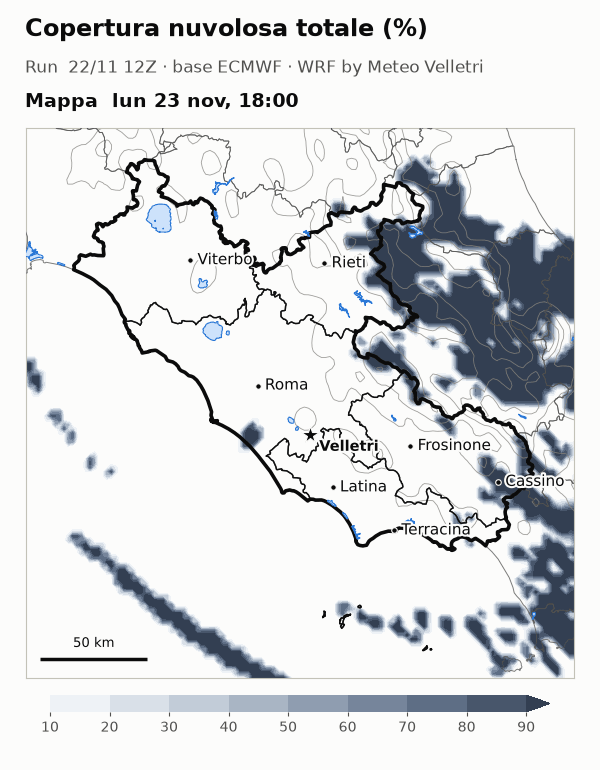 Copertura nuvolosa totale (%)
Run  22/11 12Z · base ECMWF · WRF by Meteo Velletri
Mappa  lun 23 nov, 18:00
Viterbo
Rieti
Roma
Velletri
Frosinone
Cassino
Latina
Terracina
50 km
10 20 30 40 50 60 70 80 90